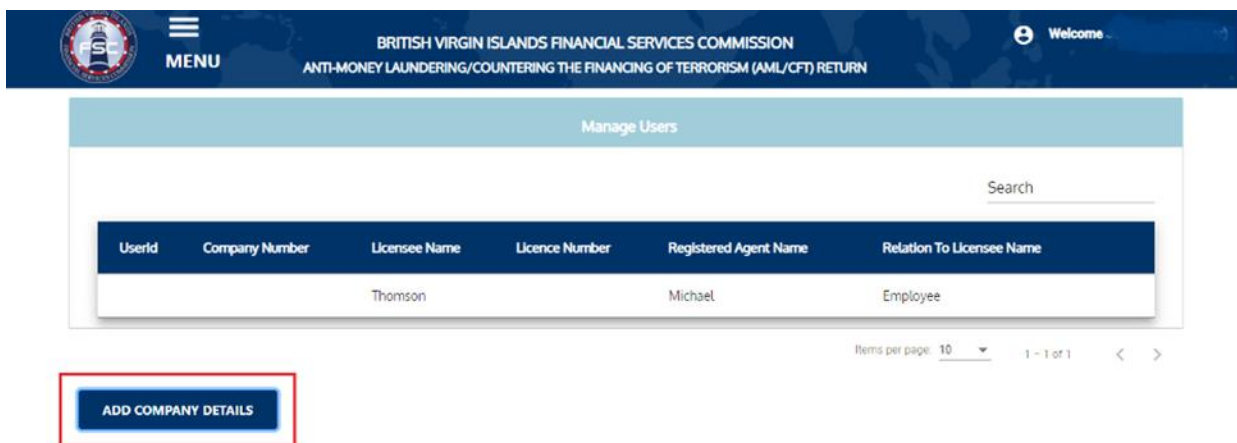 FSC
MENU
BRITISH VIRGIN ISLANDS FINANCIAL SERVICES COMMISSION
ANTI-MONEY LAUNDERING/COUNTERING THE FINANCING OF TERRORISM (AML/CFT) RETURN
Welcome
Manage Users
Search
UserId Company Number Licensee Name Licence Number Registered Agent Name Relation To Licensee Name
Thomson Michael Employee
Items per page: 10 1 - 1 of 1 < >
ADD COMPANY DETAILS